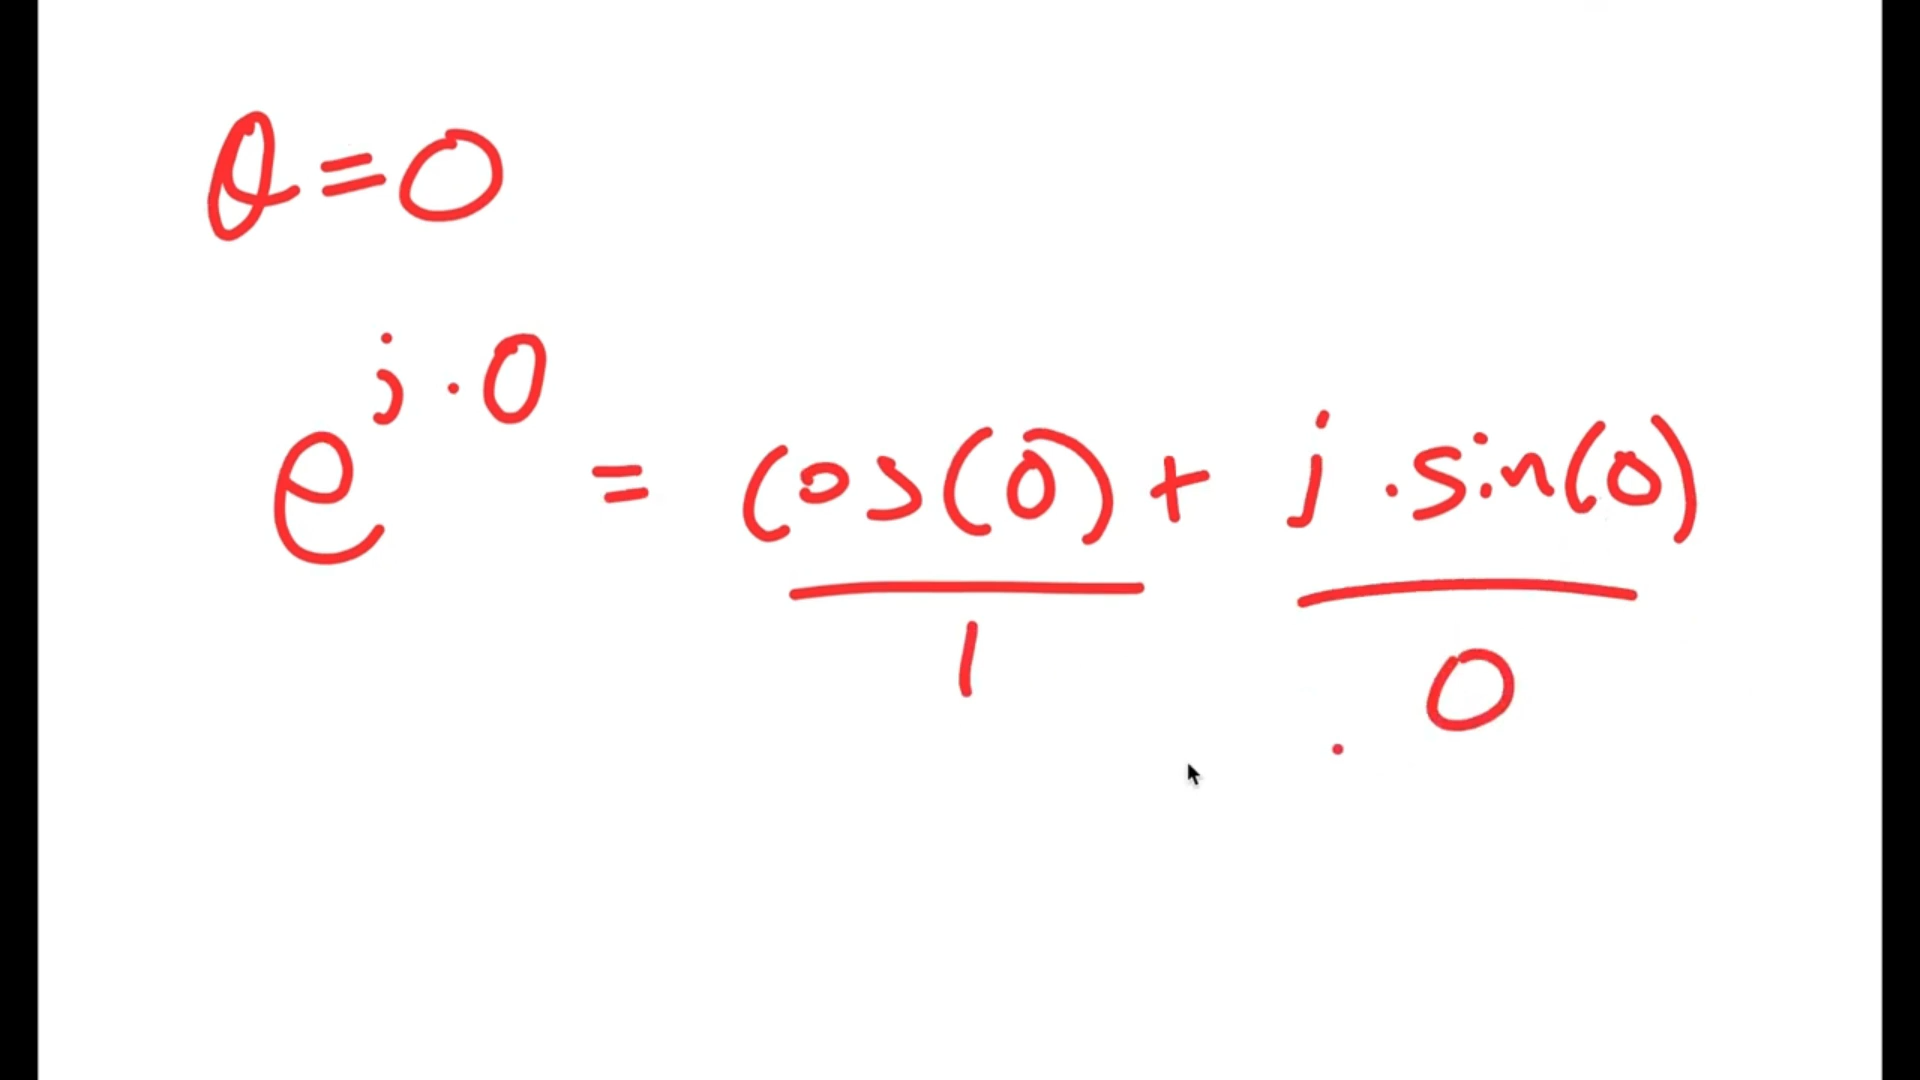 θ=0
e^{j·0} = cos(0) + j·sin(0)
1 0